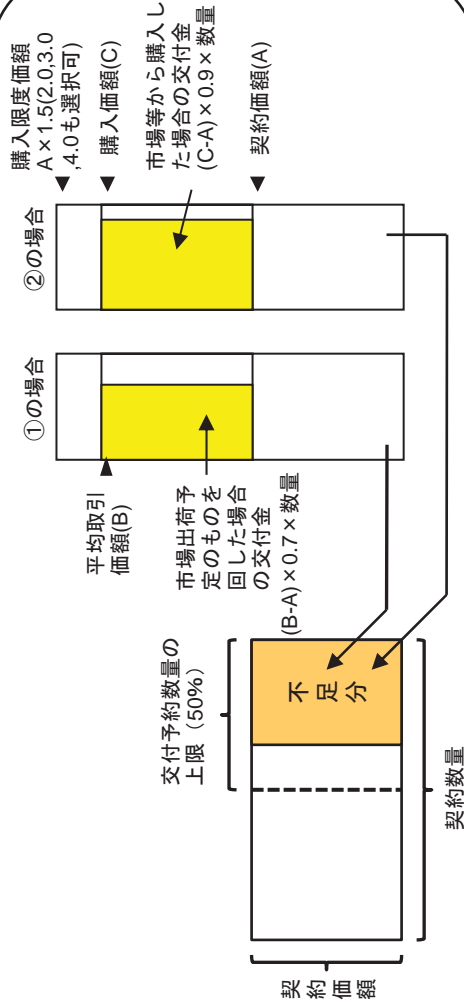 購入限度価額
A×1.5(2.0,3.0
,4.0も選択可)
購入価額(C)
市場等から購入し
た場合の交付金
(C-A)×0.9×数量
契約価額(A)
②の場合
①の場合
平均取引
価額(B)
市場出荷予
定のものを
回した場合
の交付金
(B-A)×0.7×数量
交付予約数量の
上限（50%）
不足分
契約数量
契約価額